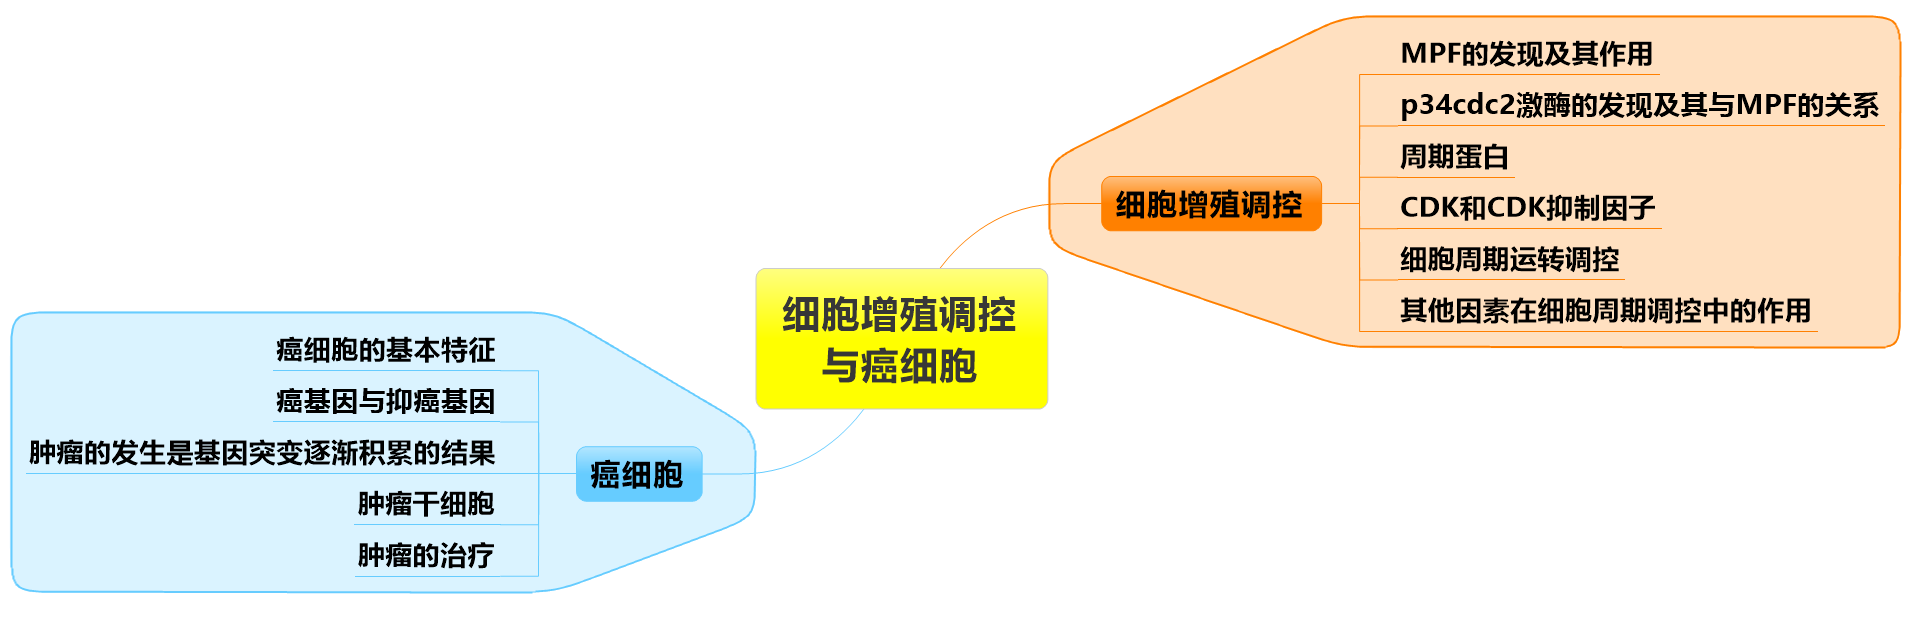 细胞增殖调控
与癌细胞
细胞增殖调控
MPF的发现及其作用
p34cdc2激酶的发现及其与MPF的关系
周期蛋白
CDK和CDK抑制因子
细胞周期运转调控
其他因素在细胞周期调控中的作用
癌细胞
癌细胞的基本特征
癌基因与抑癌基因
肿瘤的发生是基因突变逐渐积累的结果
肿瘤干细胞
肿瘤的治疗